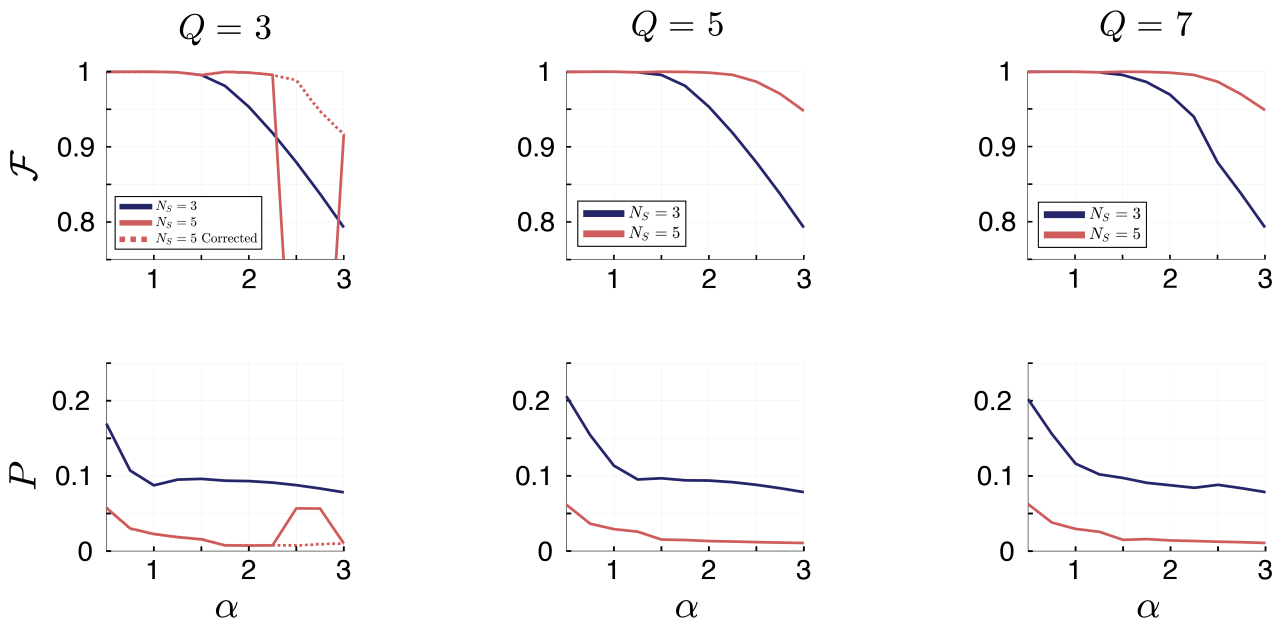 Q = 3
Q = 5
Q = 7
ℱ
1
0.9
0.8
N_S = 3
N_S = 5
N_S = 5 Corrected
1 2 3
1
0.9
0.8
N_S = 3
N_S = 5
1 2 3
1
0.9
0.8
N_S = 3
N_S = 5
1 2 3
P
0.2
0.1
0
1 2 3
α
0.2
0.1
0
1 2 3
α
0.2
0.1
0
1 2 3
α